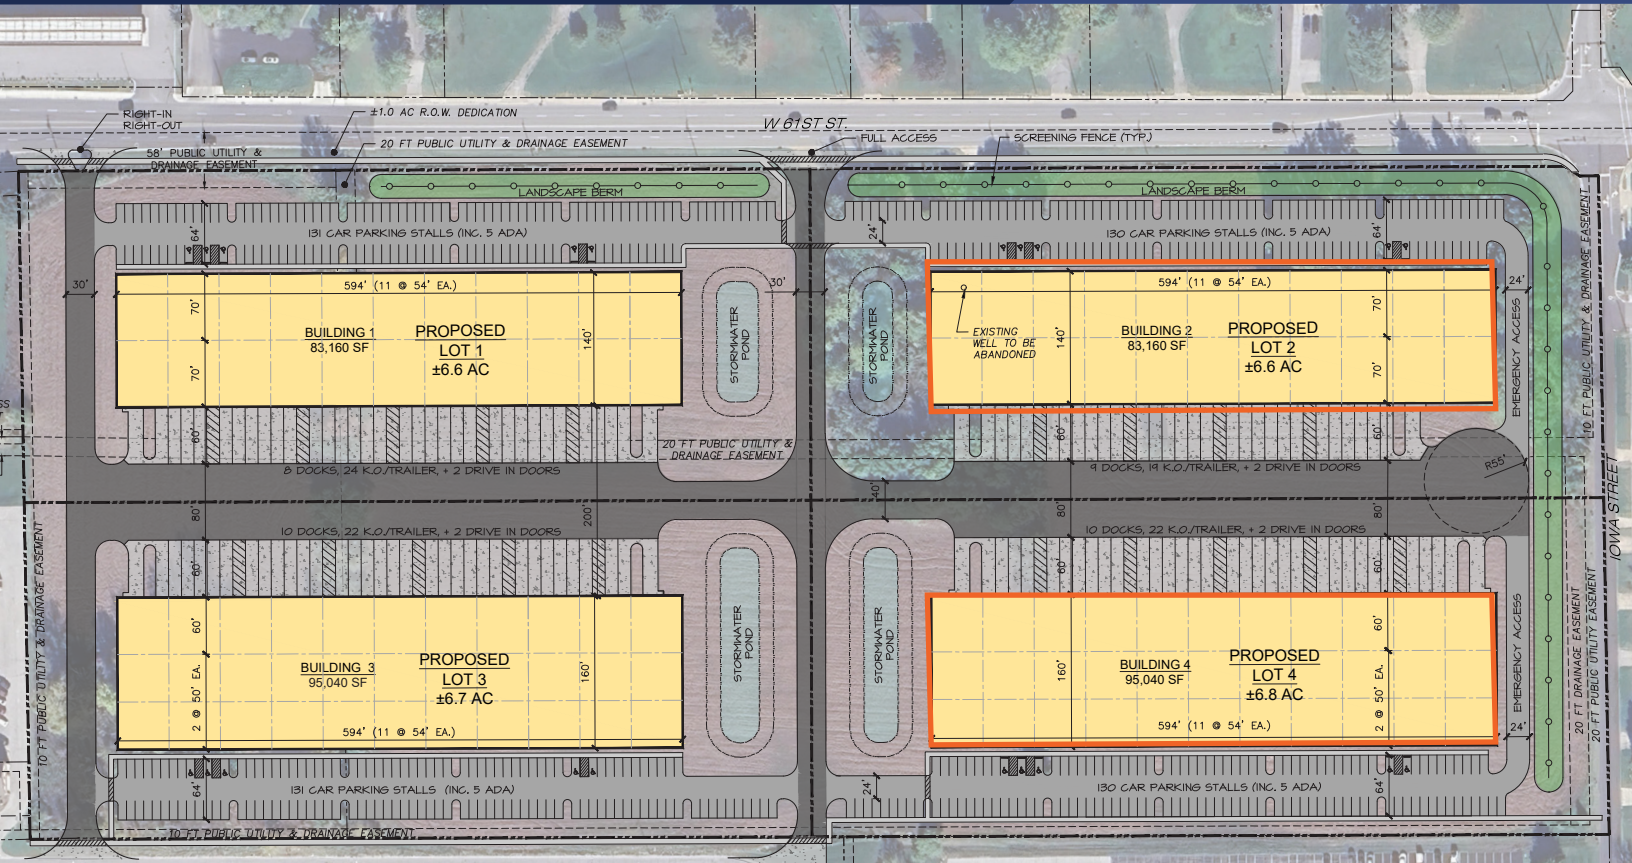 RIGHT-IN
RIGHT-OUT
±1.0 AC R.O.W. DEDICATION
W 61ST ST.
58' PUBLIC UTILITY &
DRAINAGE EASEMENT
20 FT PUBLIC UTILITY & DRAINAGE EASEMENT
FULL ACCESS
SCREENING FENCE (TYP.)
LANDSCAPE BERM
LANDSCAPE BERM
64'
131 CAR PARKING STALLS (INC. 5 ADA)
24'
130 CAR PARKING STALLS (INC. 5 ADA)
64'
10 FT PUBLIC UTILITY & DRAINAGE EASEMENT
30'
594' (11 @ 54' EA.)
30'
594' (11 @ 54' EA.)
24'
70'
BUILDING 1
83,160 SF
PROPOSED
LOT 1
±6.6 AC
140'
70'
STORMWATER
POND
STORMWATER
POND
EXISTING
WELL TO BE
ABANDONED
140'
BUILDING 2
83,160 SF
PROPOSED
LOT 2
±6.6 AC
70'
70'
EMERGENCY ACCESS
SS
60'
20 FT PUBLIC UTILITY &
DRAINAGE EASEMENT
60'
60'
8 DOCKS, 24 K.O./TRAILER, + 2 DRIVE IN DOORS
9 DOCKS, 19 K.O./TRAILER, + 2 DRIVE IN DOORS
R55'
IOWA STREET
80'
200'
40'
80'
80'
10 DOCKS, 22 K.O./TRAILER, + 2 DRIVE IN DOORS
10 DOCKS, 22 K.O./TRAILER, + 2 DRIVE IN DOORS
10 FT PUBLIC UTILITY & DRAINAGE EASEMENT
60'
60'
60'
60'
2 @ 50' EA.
BUILDING 3
95,040 SF
PROPOSED
LOT 3
±6.7 AC
160'
594' (11 @ 54' EA.)
STORMWATER
POND
STORMWATER
POND
160'
BUILDING 4
95,040 SF
PROPOSED
LOT 4
±6.8 AC
594' (11 @ 54' EA.)
60'
2 @ 50' EA.
EMERGENCY ACCESS
24'
20 FT DRAINAGE EASEMENT
20 FT PUBLIC UTILITY EASEMENT
64'
131 CAR PARKING STALLS (INC. 5 ADA)
24'
130 CAR PARKING STALLS (INC. 5 ADA)
64'
10 FT PUBLIC UTILITY & DRAINAGE EASEMENT